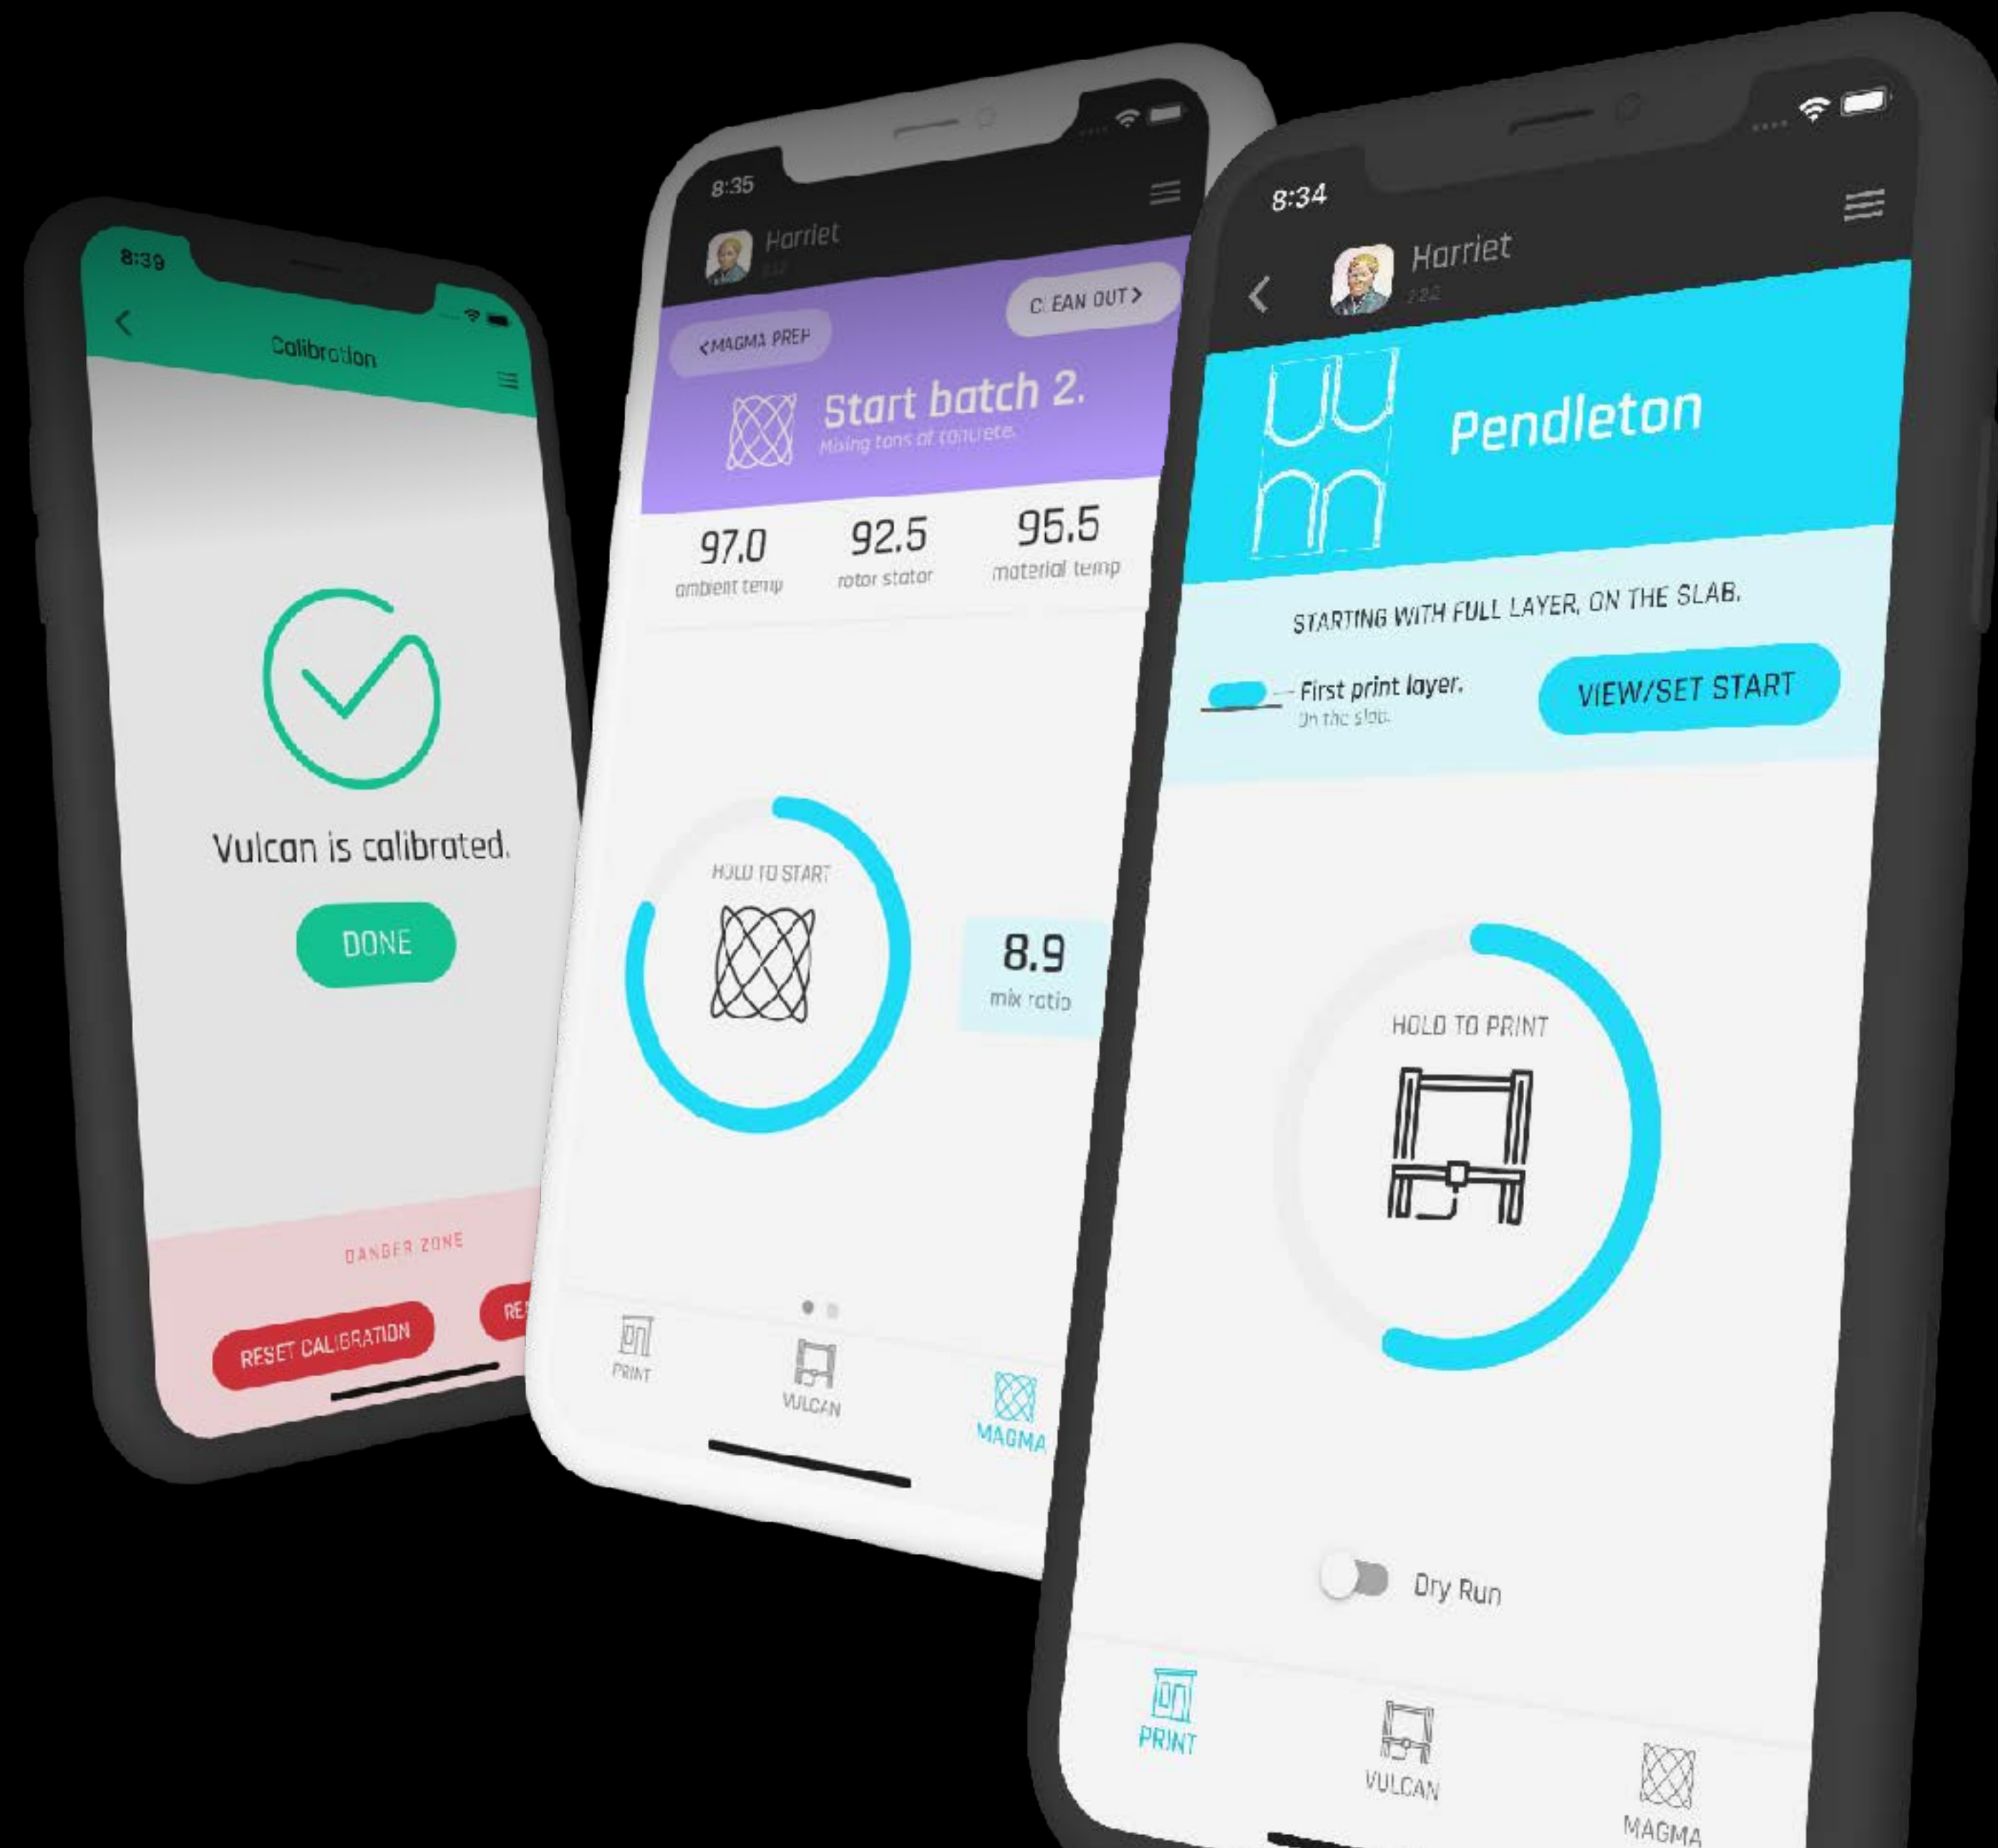 8:39
Calibration
Vulcan is calibrated.
DONE
DANGER ZONE
RESET CALIBRATION
8:35
Harriet
<MAGMA PREP
CLEAN OUT>
Start batch 2.
Mixing tons of concrete.
97.0
ambient temp
92.5
rotor stator
95.5
material temp
HOLD TO START
8.9
mix ratio
PRINT
VULCAN
MAGMA
8:34
Harriet
Pendleton
STARTING WITH FULL LAYER, ON THE SLAB.
First print layer.
On the slab.
VIEW/SET START
HOLD TO PRINT
Dry Run
PRINT
VULCAN
MAGMA